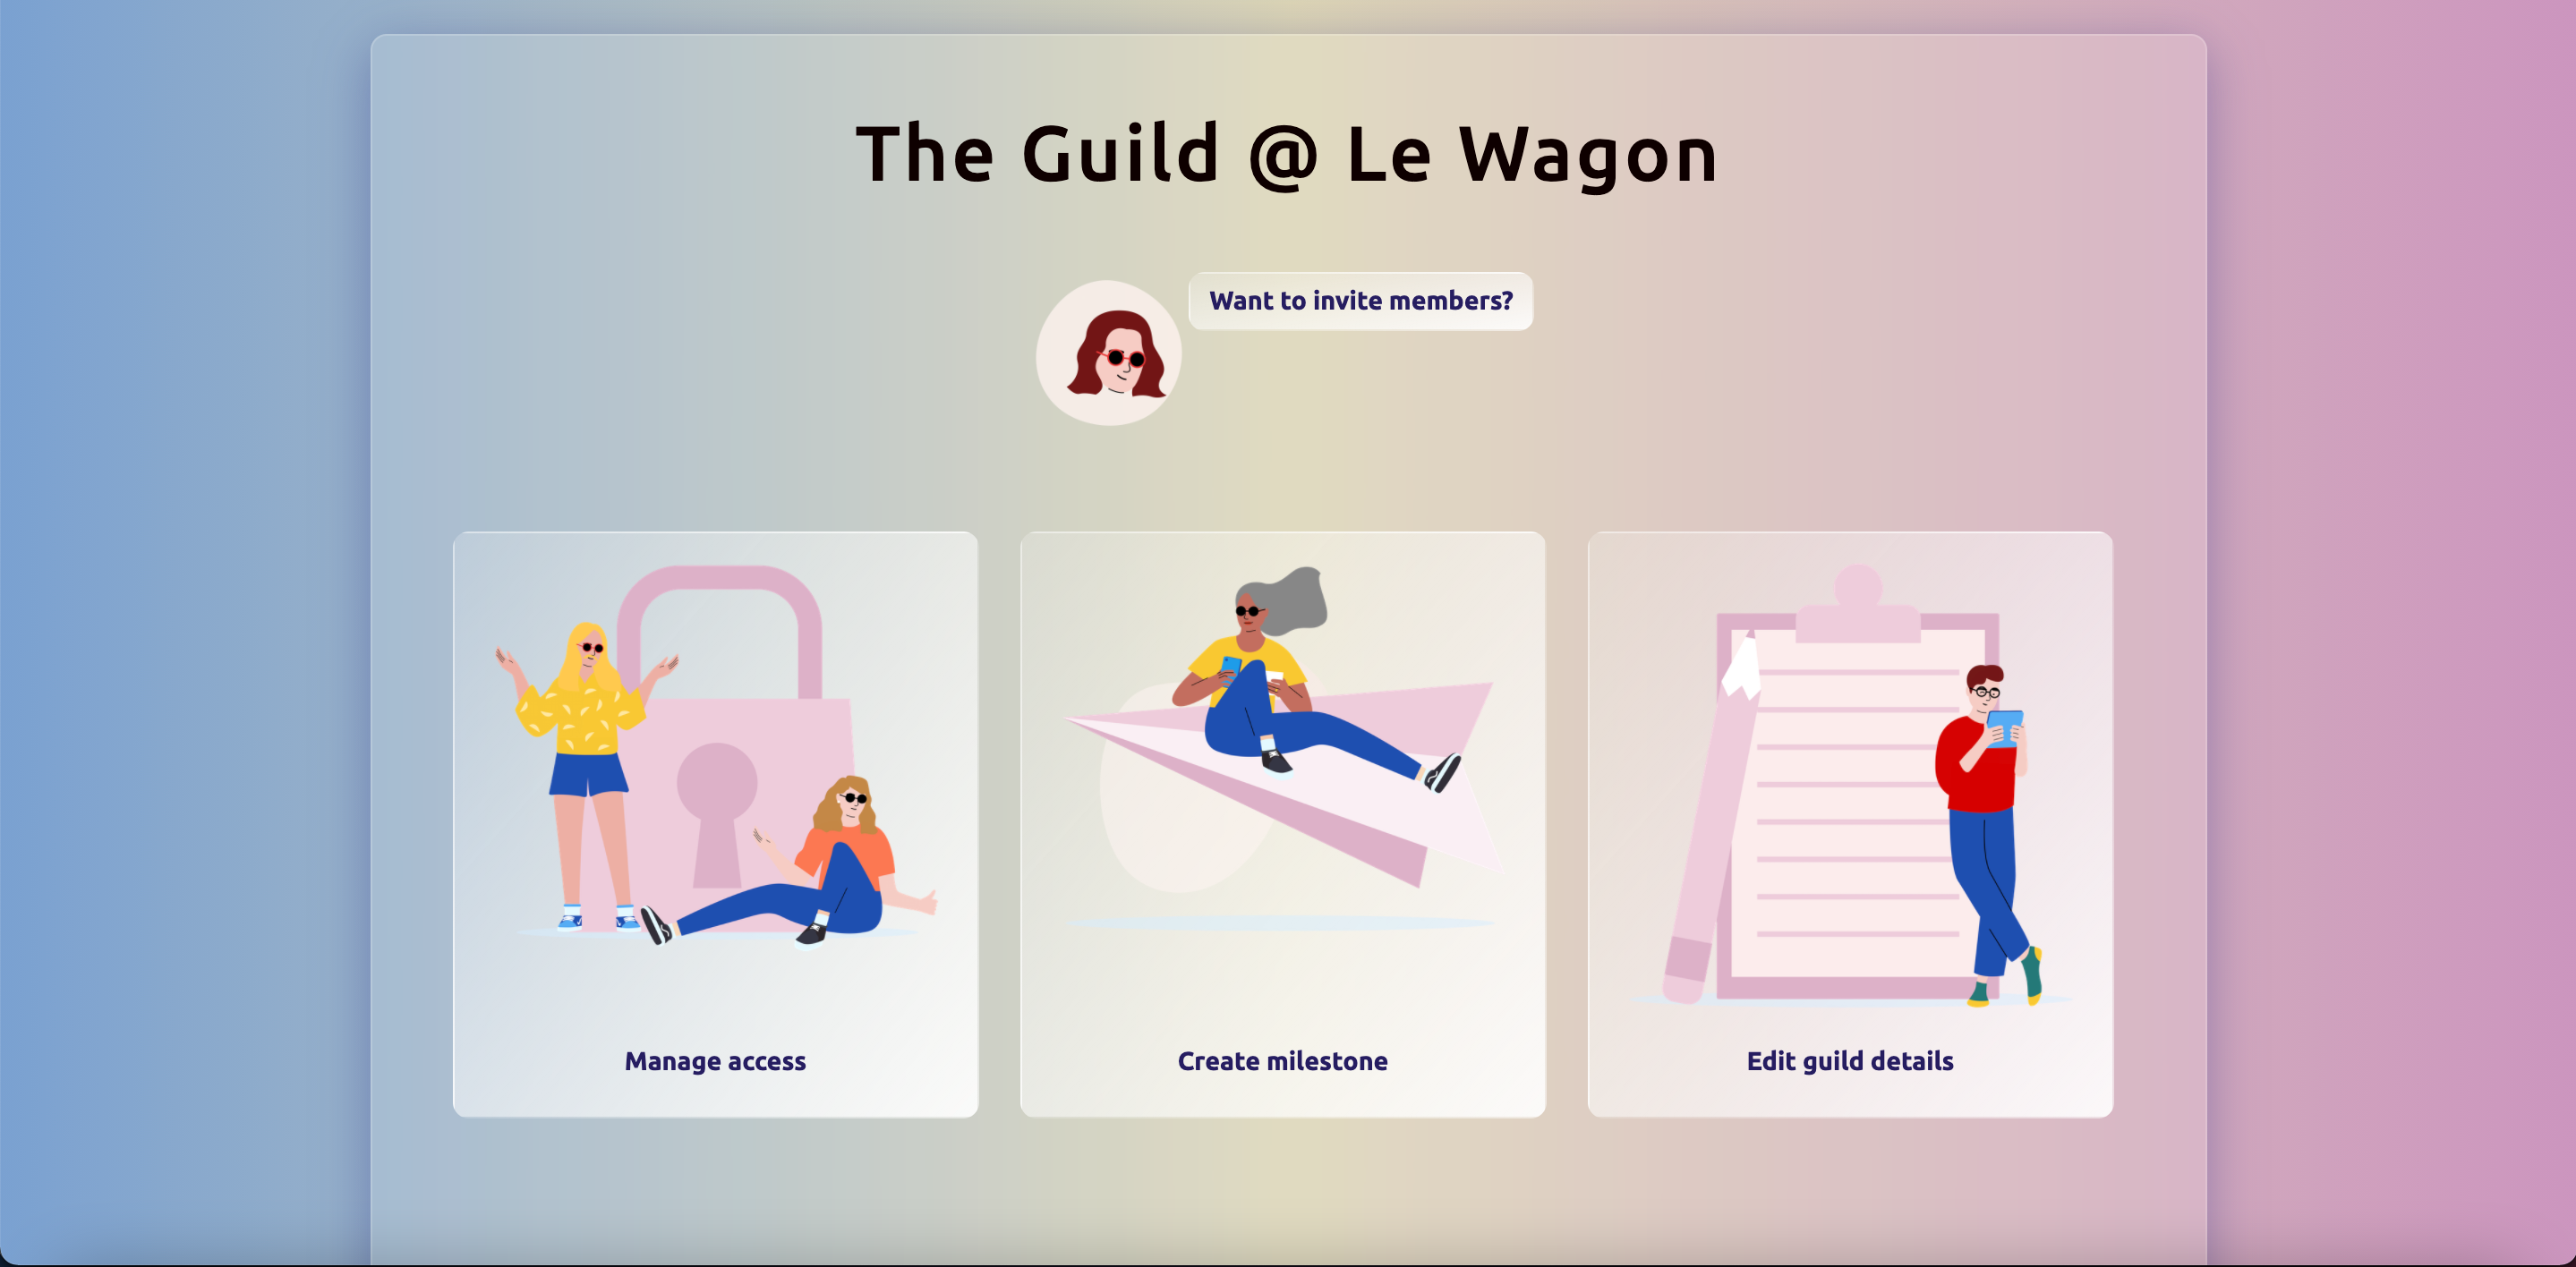 The Guild @ Le Wagon
Want to invite members?
Manage access
Create milestone
Edit guild details